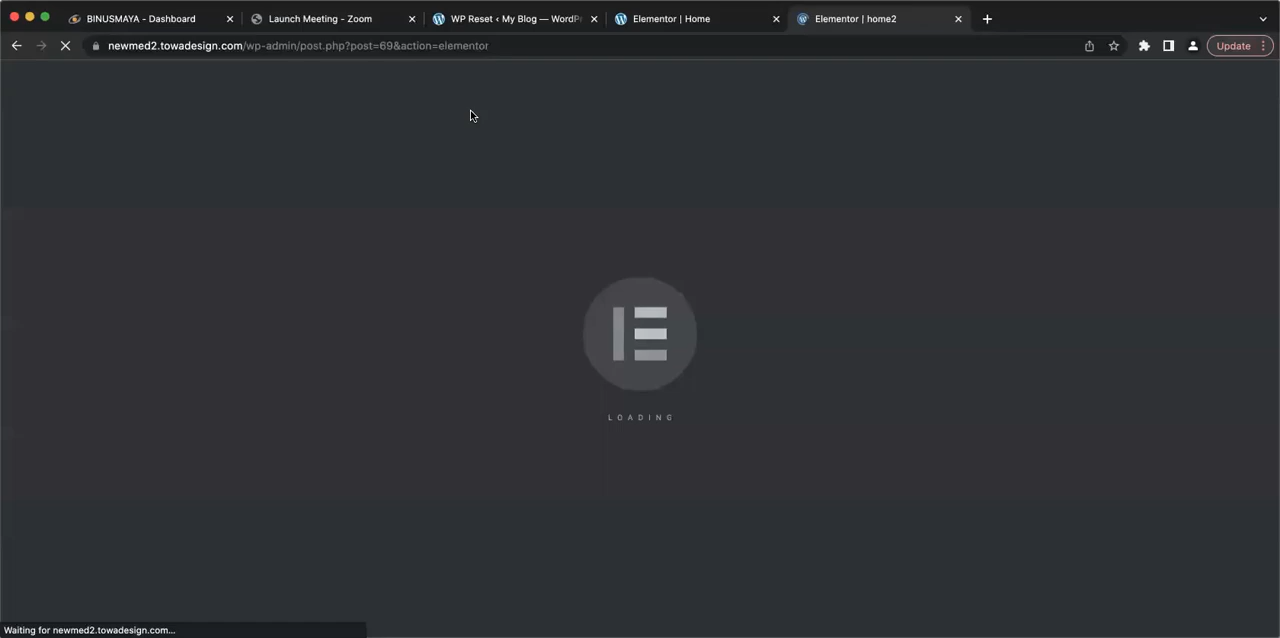 BINUSMAYA - Dashboard
Launch Meeting - Zoom
WP Reset ‹ My Blog — WordPr
Elementor | Home
Elementor | home2
newmed2.towadesign.com/wp-admin/post.php?post=69&action=elementor
Update
LOADING
Waiting for newmed2.towadesign.com...